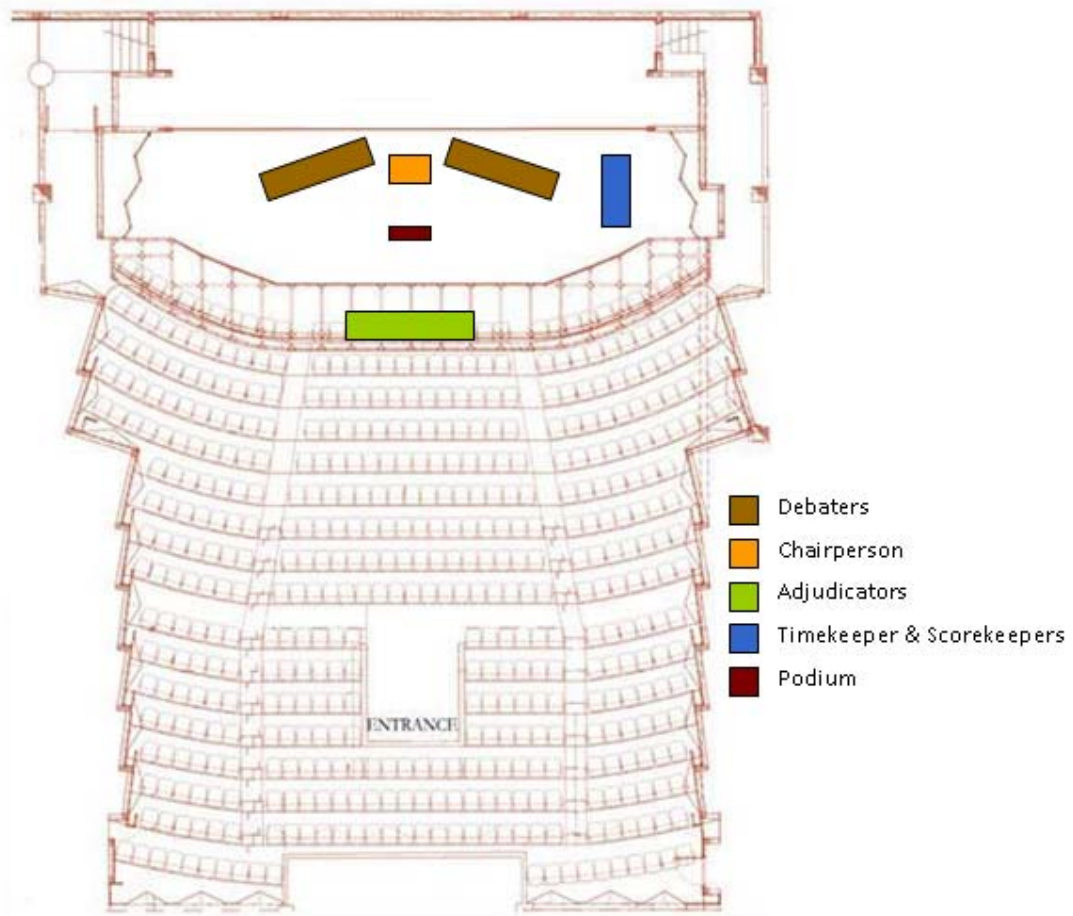 Debaters
Chairperson
Adjudicators
Timekeeper & Scorekeepers
Podium
ENTRANCE